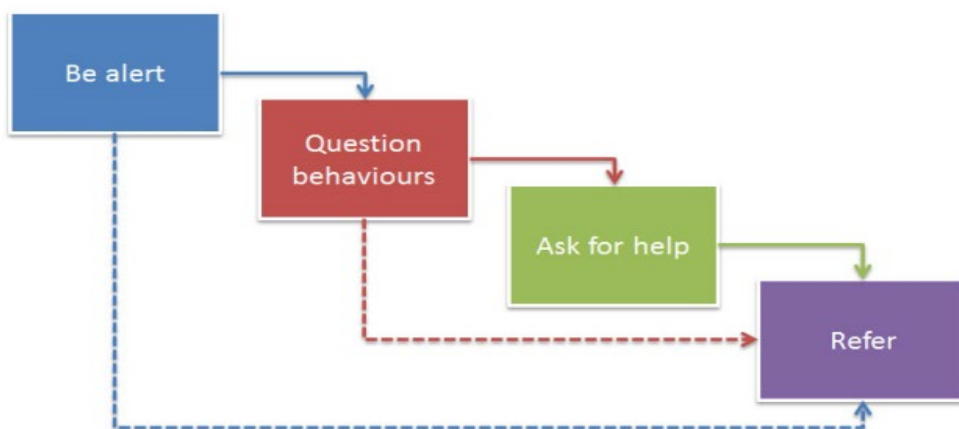 Be alert
Question
behaviours
Ask for help
Refer